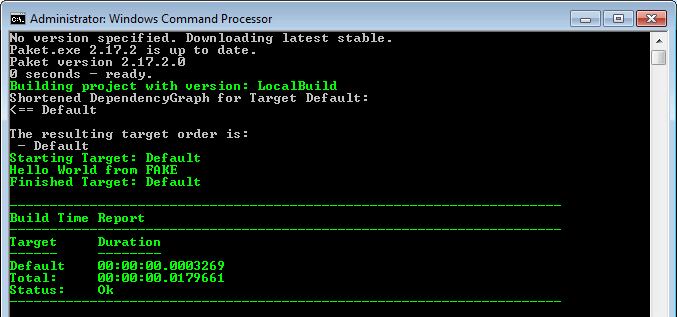 Administrator: Windows Command Processor
No version specified. Downloading latest stable.
Paket.exe 2.17.2 is up to date.
Paket version 2.17.2.0
0 seconds - ready.
Building project with version: LocalBuild
Shortened DependencyGraph for Target Default:
<== Default
The resulting target order is:
- Default
Starting Target: Default
Hello World from FAKE
Finished Target: Default
---------------------------------------------------------------------
Build Time Report
---------------------------------------------------------------------
Target     Duration
------     --------
Default    00:00:00.0003269
Total:     00:00:00.0179661
Status:    Ok
---------------------------------------------------------------------